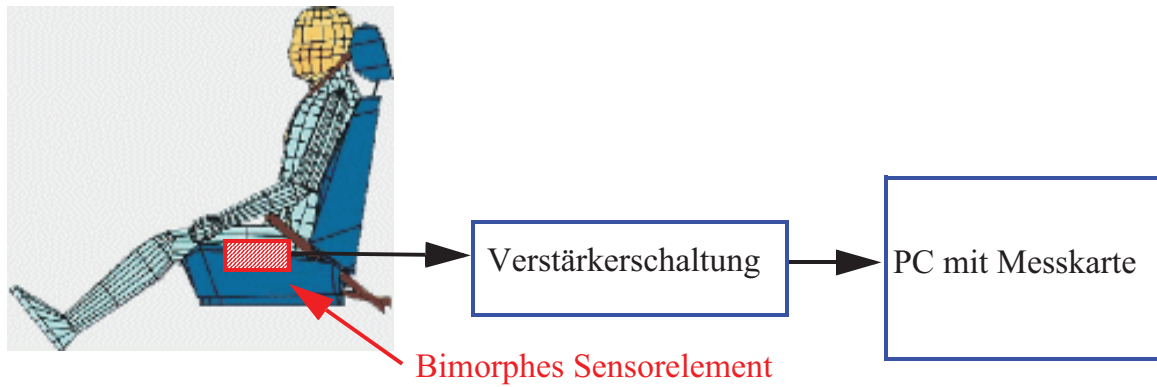 Verstärkerschaltung
PC mit Messkarte
Bimorphes Sensorelement